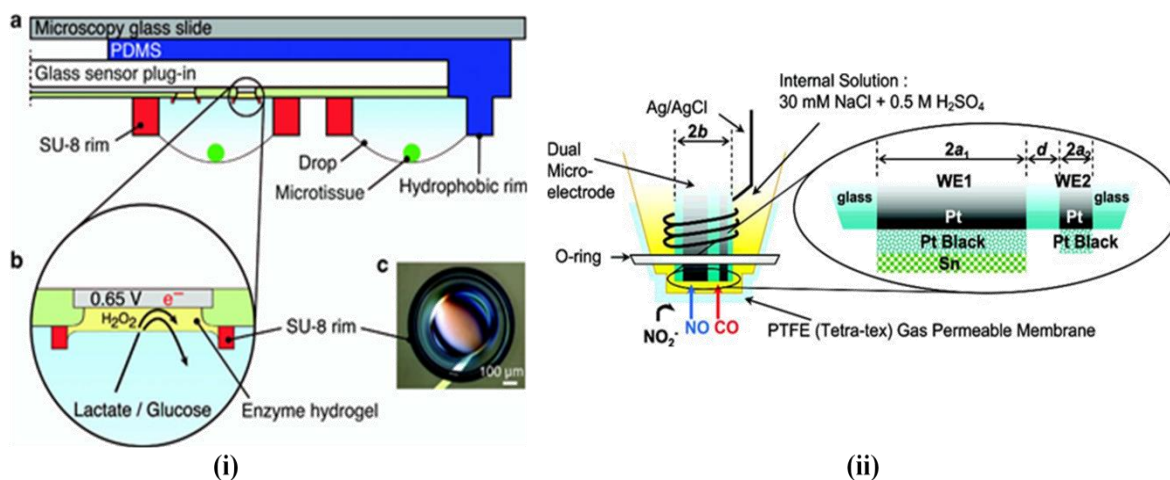 a
Microscopy glass slide
PDMS
Glass sensor plug-in
SU-8 rim
Drop
Microtissue
Hydrophobic rim
b
0.65 V e⁻
H₂O₂
Lactate / Glucose
Enzyme hydrogel
SU-8 rim
c
100 µm
(i)
Internal Solution :
30 mM NaCl + 0.5 M H₂SO₄
Ag/AgCl
2b
Dual
Micro-
electrode
O-ring
NO₂⁻
NO
CO
PTFE (Tetra-tex) Gas Permeable Membrane
2a₁
d
2a₂
WE1
WE2
glass
glass
Pt
Pt
Pt Black
Pt Black
Sn
(ii)